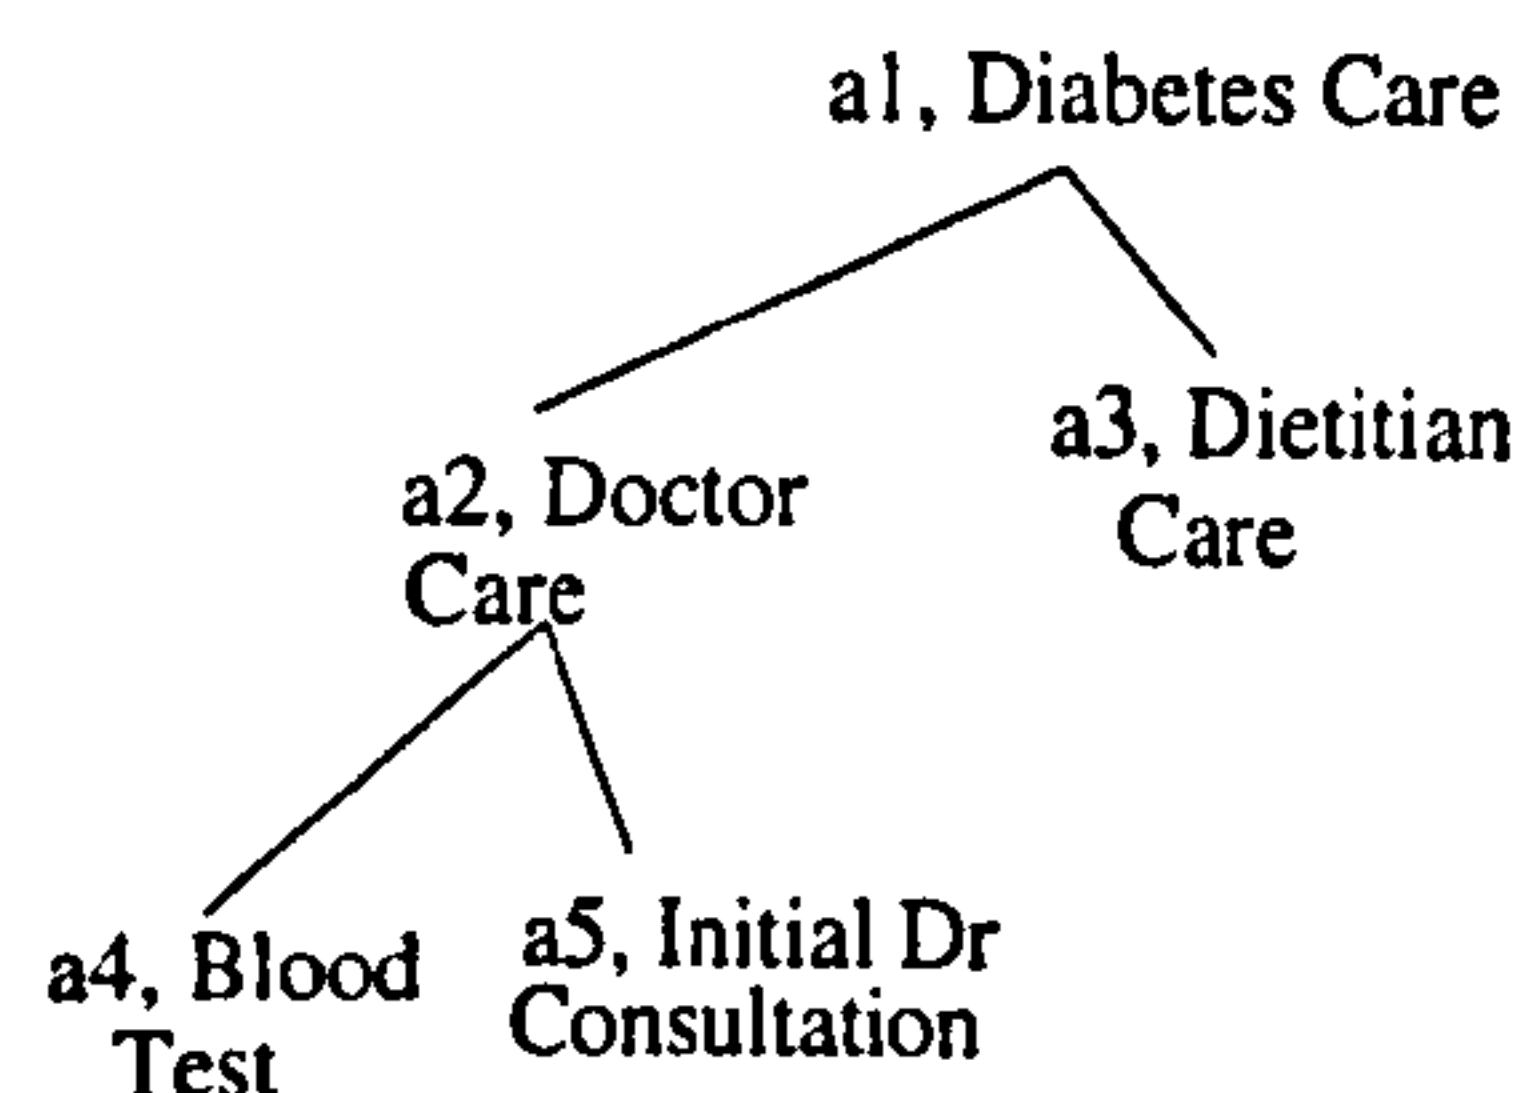 a1, Diabetes Care
a3, Dietitian
Care
a2, Doctor
Care
a4, Blood
Test
a5, Initial Dr
Consultation